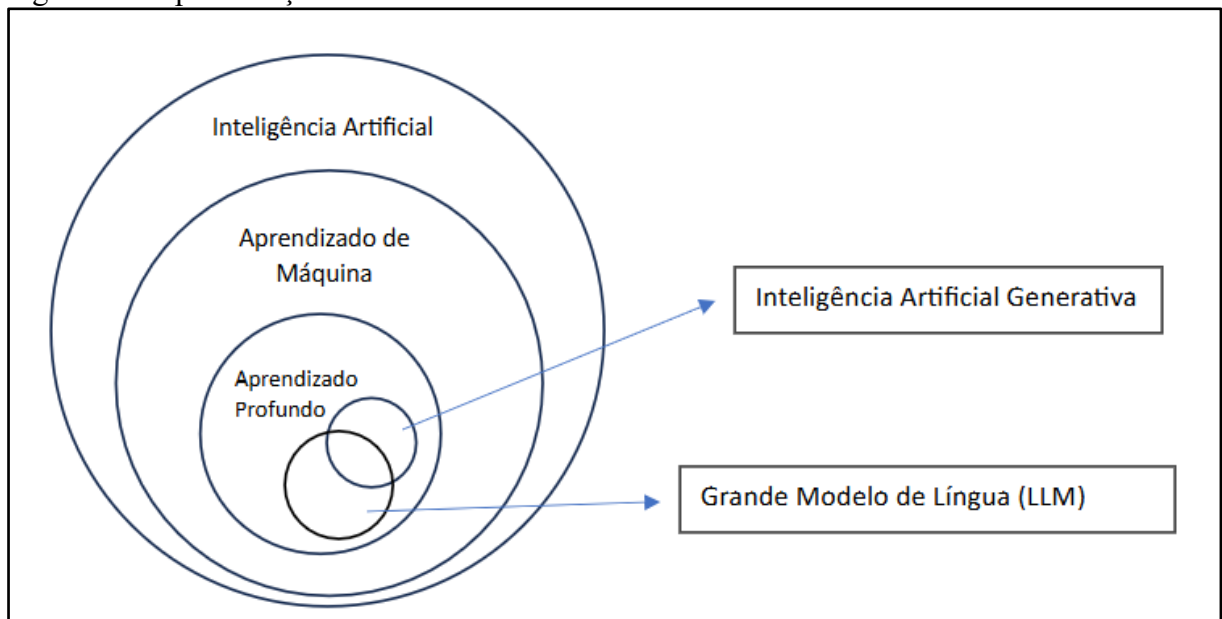 Inteligência Artificial
Aprendizado de
Máquina
Inteligência Artificial Generativa
Aprendizado
Profundo
Grande Modelo de Língua (LLM)